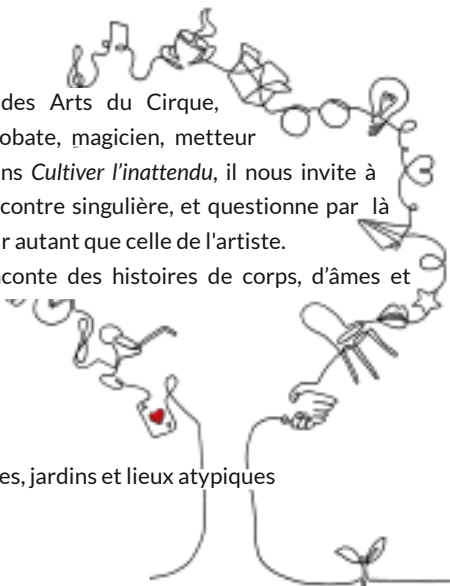 des Arts du Cirque,
obate, magicien, metteur
ns Cultiver l'inattendu, il nous invite à
contre singulière, et questionne par là
r autant que celle de l'artiste.
conte des histoires de corps, d'âmes et
es, jardins et lieux atypiques